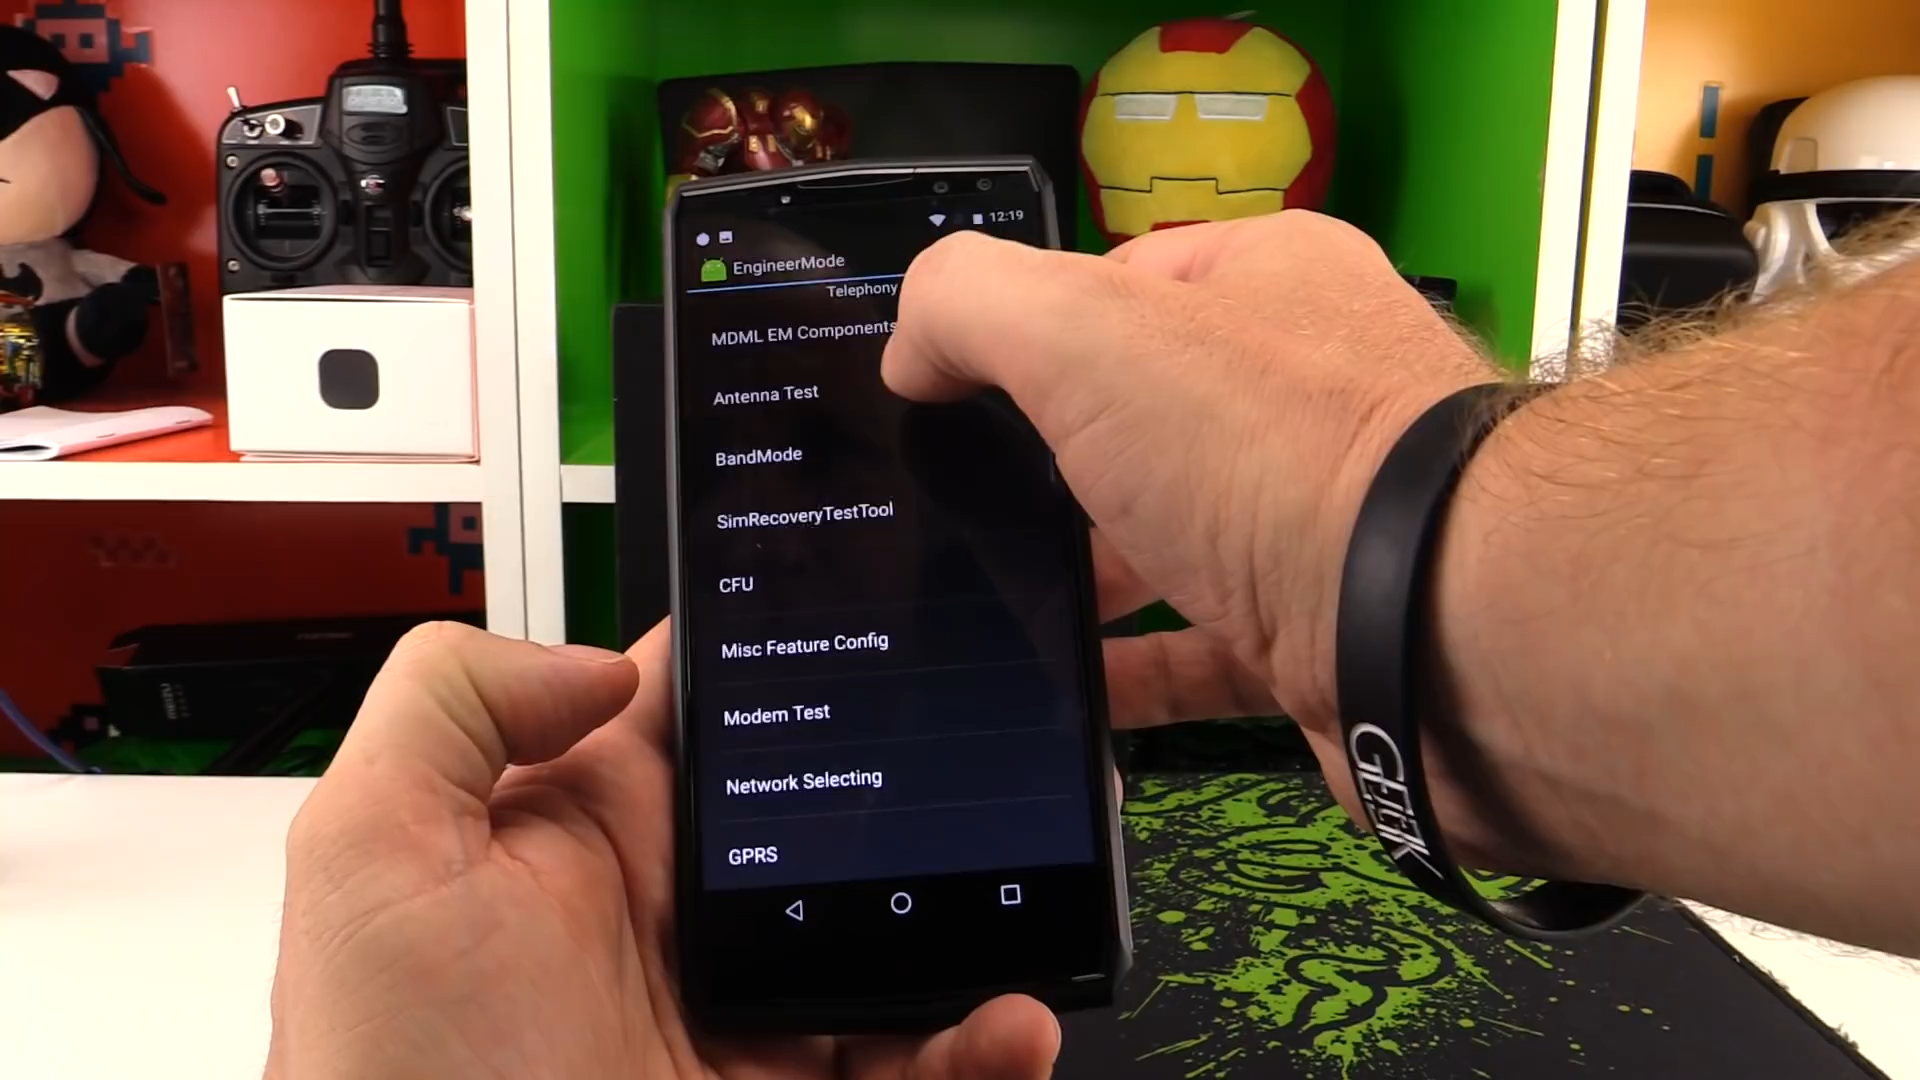 12:19
EngineerMode
Telephony
MDML EM Components
Antenna Test
BandMode
SimRecoveryTestTool
CFU
Misc Feature Config
Modem Test
Network Selecting
GPRS
GEEK